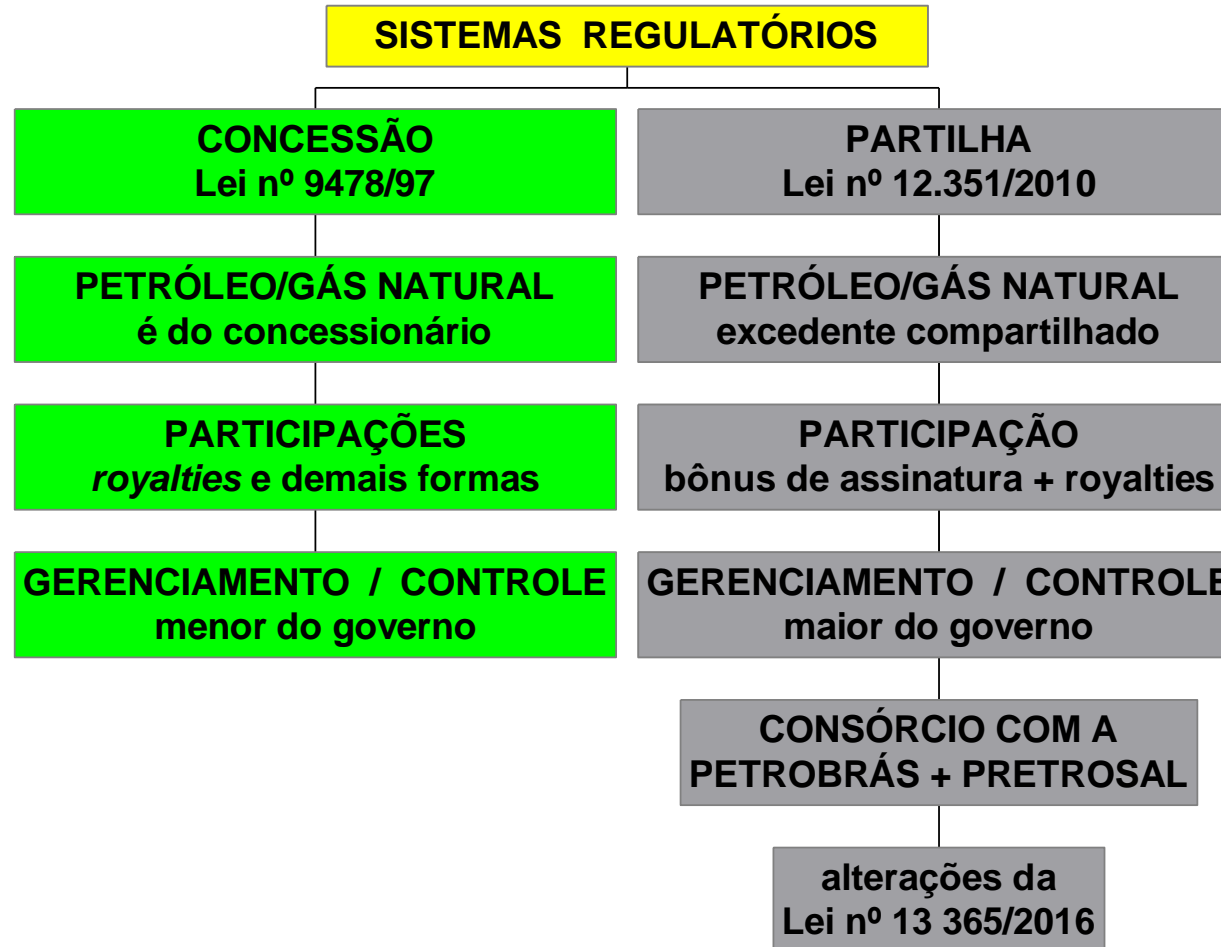 SISTEMAS REGULATÓRIOS
CONCESSÃO
Lei nº 9478/97
PETRÓLEO/GÁS NATURAL
é do concessionário
PARTICIPAÇÕES
royalties e demais formas
GERENCIAMENTO / CONTROLE
menor do governo
PARTILHA
Lei nº 12.351/2010
PETRÓLEO/GÁS NATURAL
excedente compartilhado
PARTICIPAÇÃO
bônus de assinatura + royalties
GERENCIAMENTO / CONTROLE
maior do governo
CONSÓRCIO COM A
PETROBRÁS + PRETROSAL
alterações da
Lei nº 13 365/2016